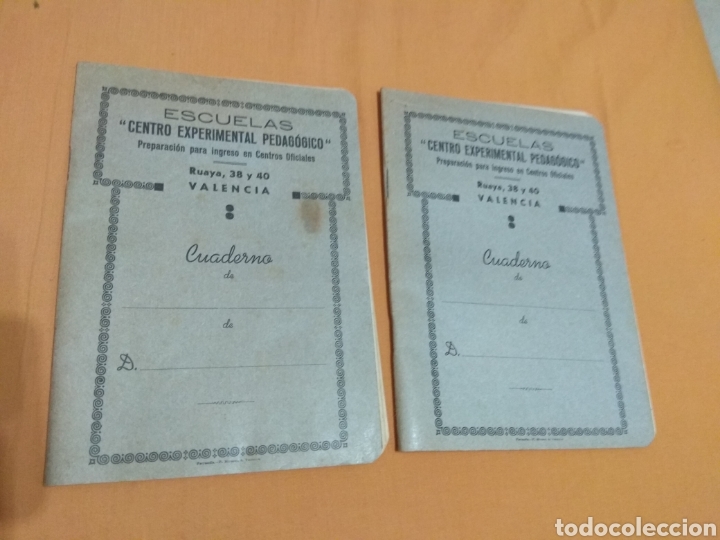 ESCUELAS
"CENTRO EXPERIMENTAL PEDAGÓGICO"
Preparación para ingreso en Centros Oficiales
Ruaya, 38 y 40
VALENCIA
Cuaderno
de
de
D.
ESCUELAS
"CENTRO EXPERIMENTAL PEDAGÓGICO"
Preparación para ingreso en Centros Oficiales
Ruaya, 38 y 40
VALENCIA
Cuaderno
de
de
D.
todocoleccion